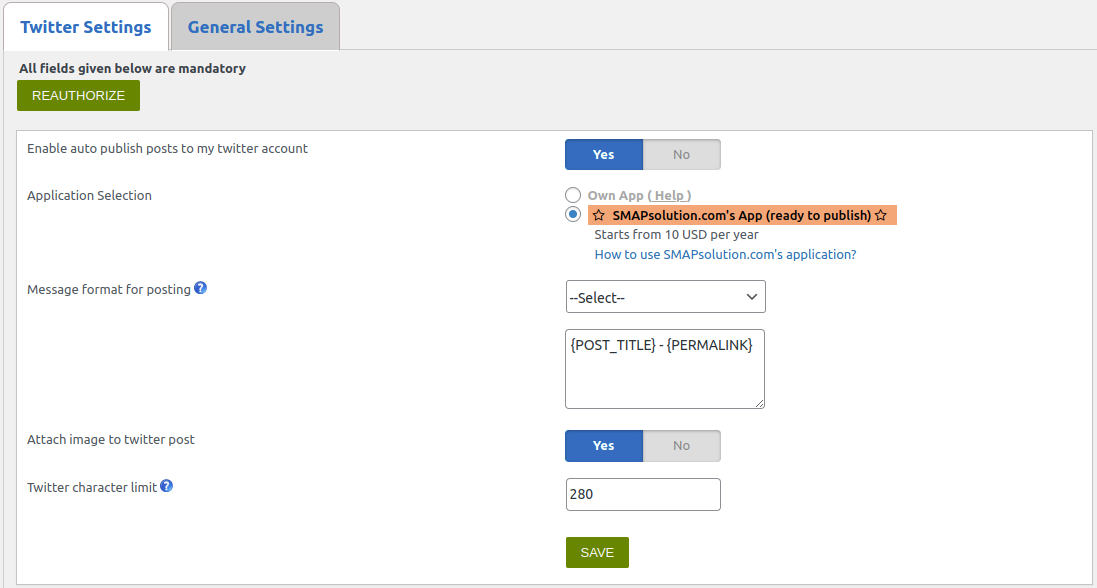 Twitter Settings General Settings
All fields given below are mandatory
REAUTHORIZE
Enable auto publish posts to my twitter account Yes No
Application Selection Own App ( Help )
☆ SMAPsolution.com's App (ready to publish) ☆
Starts from 10 USD per year
How to use SMAPsolution.com's application?
Message format for posting ? --Select--
{POST_TITLE} - {PERMALINK}
Attach image to twitter post Yes No
Twitter character limit ? 280
SAVE